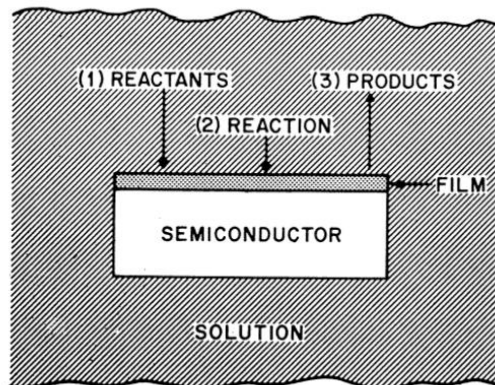 (1) REACTANTS
(3) PRODUCTS
(2) REACTION
FILM
SEMICONDUCTOR
SOLUTION